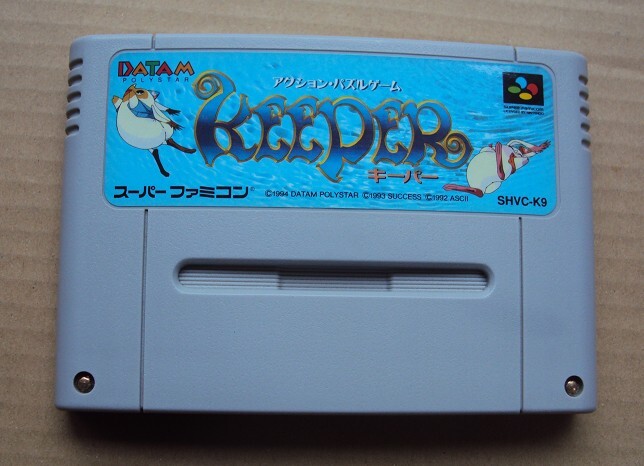 DATAM
POLYSTAR
アクション・パズルゲーム
KEEPER
キーパー
スーパーファミコン
©1994 DATAM POLYSTAR ©1993 SUCCESS ©1992 ASCII
SHVC-K9